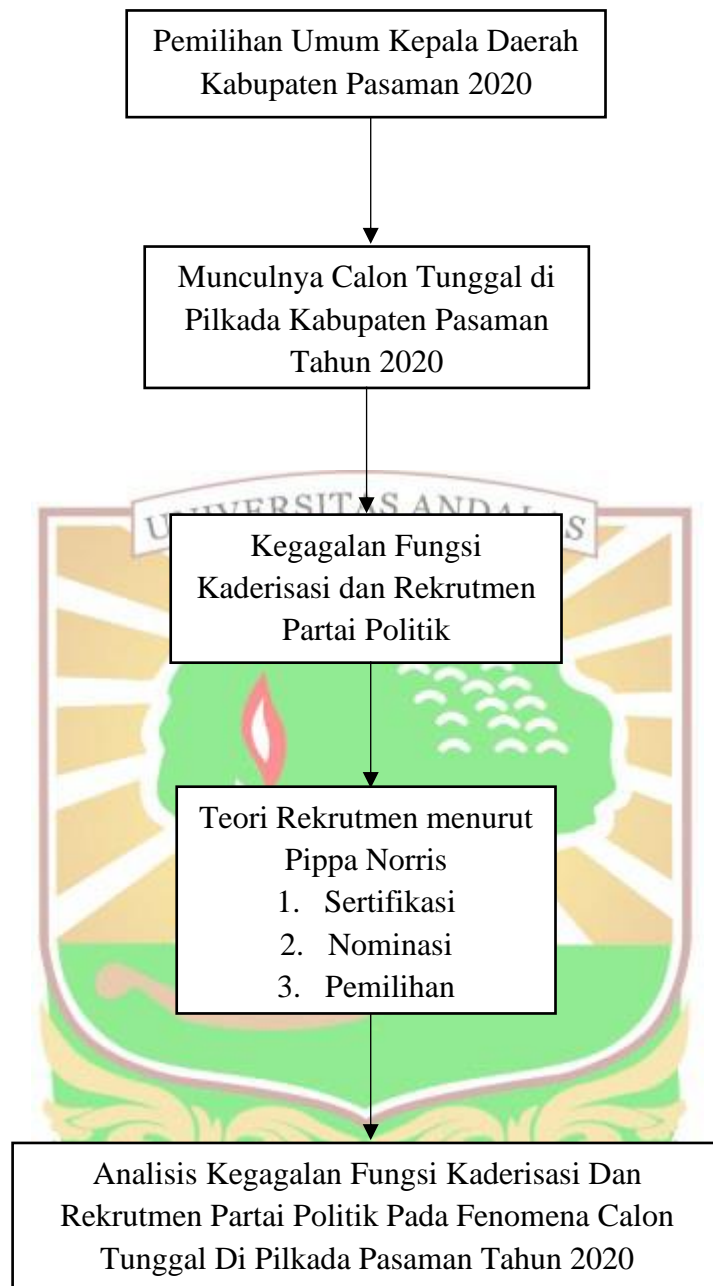 Pemilihan Umum Kepala Daerah
Kabupaten Pasaman 2020
Munculnya Calon Tunggal di
Pilkada Kabupaten Pasaman
Tahun 2020
UNIVERSITAS ANDALAS
Kegagalan Fungsi
Kaderisasi dan Rekrutmen
Partai Politik
Teori Rekrutmen menurut
Pippa Norris
1. Sertifikasi
2. Nominasi
3. Pemilihan
Analisis Kegagalan Fungsi Kaderisasi Dan
Rekrutmen Partai Politik Pada Fenomena Calon
Tunggal Di Pilkada Pasaman Tahun 2020